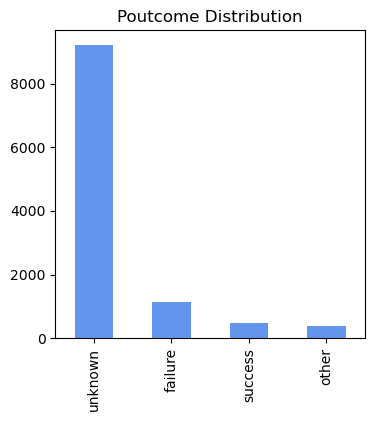 Poutcome Distribution
8000
6000
4000
2000
0
unknown
failure
success
other